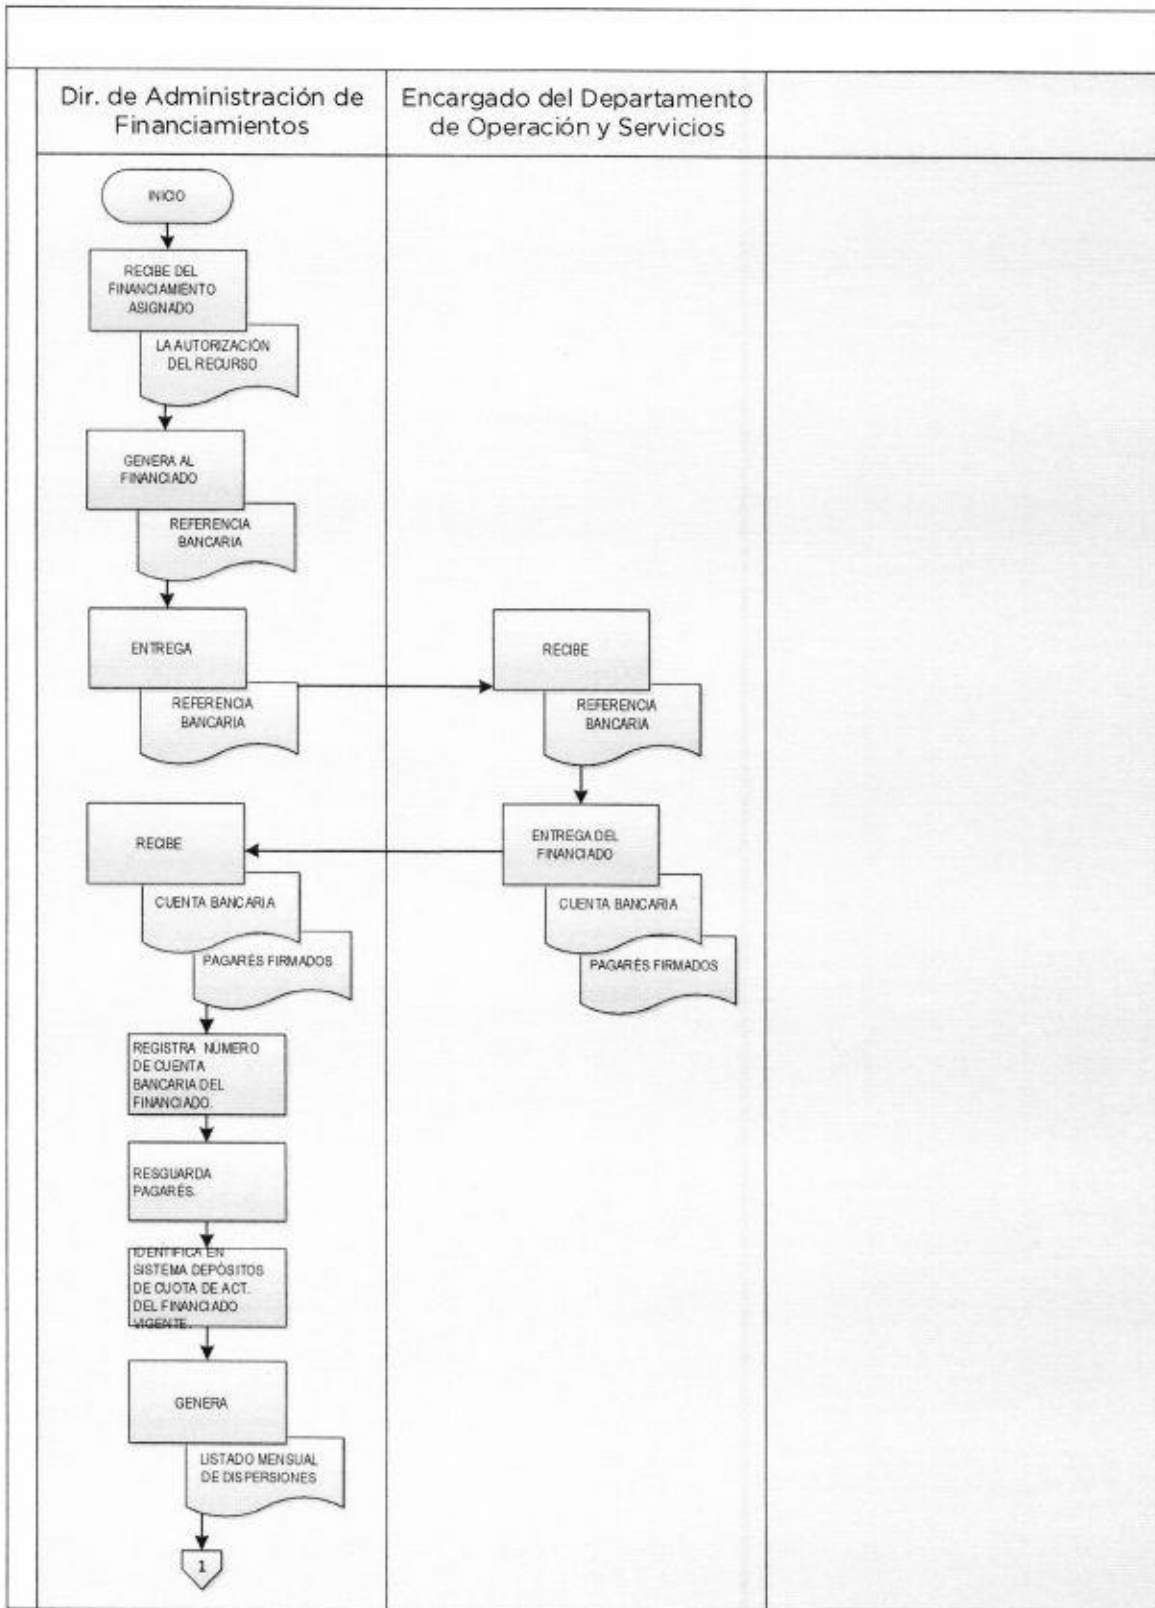 Dir. de Administración de
Financiamientos
Encargado del Departamento
de Operación y Servicios
INICIO
RECIBE DEL
FINANCIAMIENTO
ASIGNADO
LA AUTORIZACIÓN
DEL RECURSO
GENERA AL
FINANCIADO
REFERENCIA
BANCARIA
ENTREGA
REFERENCIA
BANCARIA
RECIBE
REFERENCIA
BANCARIA
ENTREGA DEL
FINANCIADO
CUENTA BANCARIA
PAGARÉS FIRMADOS
RECIBE
CUENTA BANCARIA
PAGARÉS FIRMADOS
REGISTRA NÚMERO
DE CUENTA
BANCARIA DEL
FINANCIADO.
RESGUARDA
PAGARÉS.
IDENTIFICA EN
SISTEMA DEPÓSITOS
DE CUOTA DE ACT.
DEL FINANCIADO
VIGENTE.
GENERA
LISTADO MENSUAL
DE DISPERSIONES
1